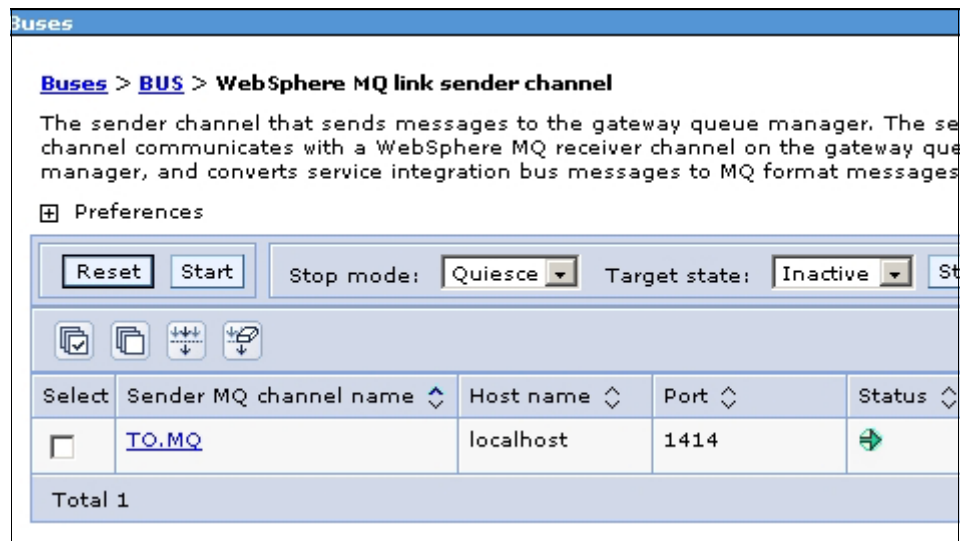 Buses
Buses > BUS > WebSphere MQ link sender channel
The sender channel that sends messages to the gateway queue manager. The se
channel communicates with a WebSphere MQ receiver channel on the gateway que
manager, and converts service integration bus messages to MQ format messages
Preferences
Reset Start Stop mode: Quiesce Target state: Inactive St
Select Sender MQ channel name Host name Port Status
TO.MQ localhost 1414
Total 1